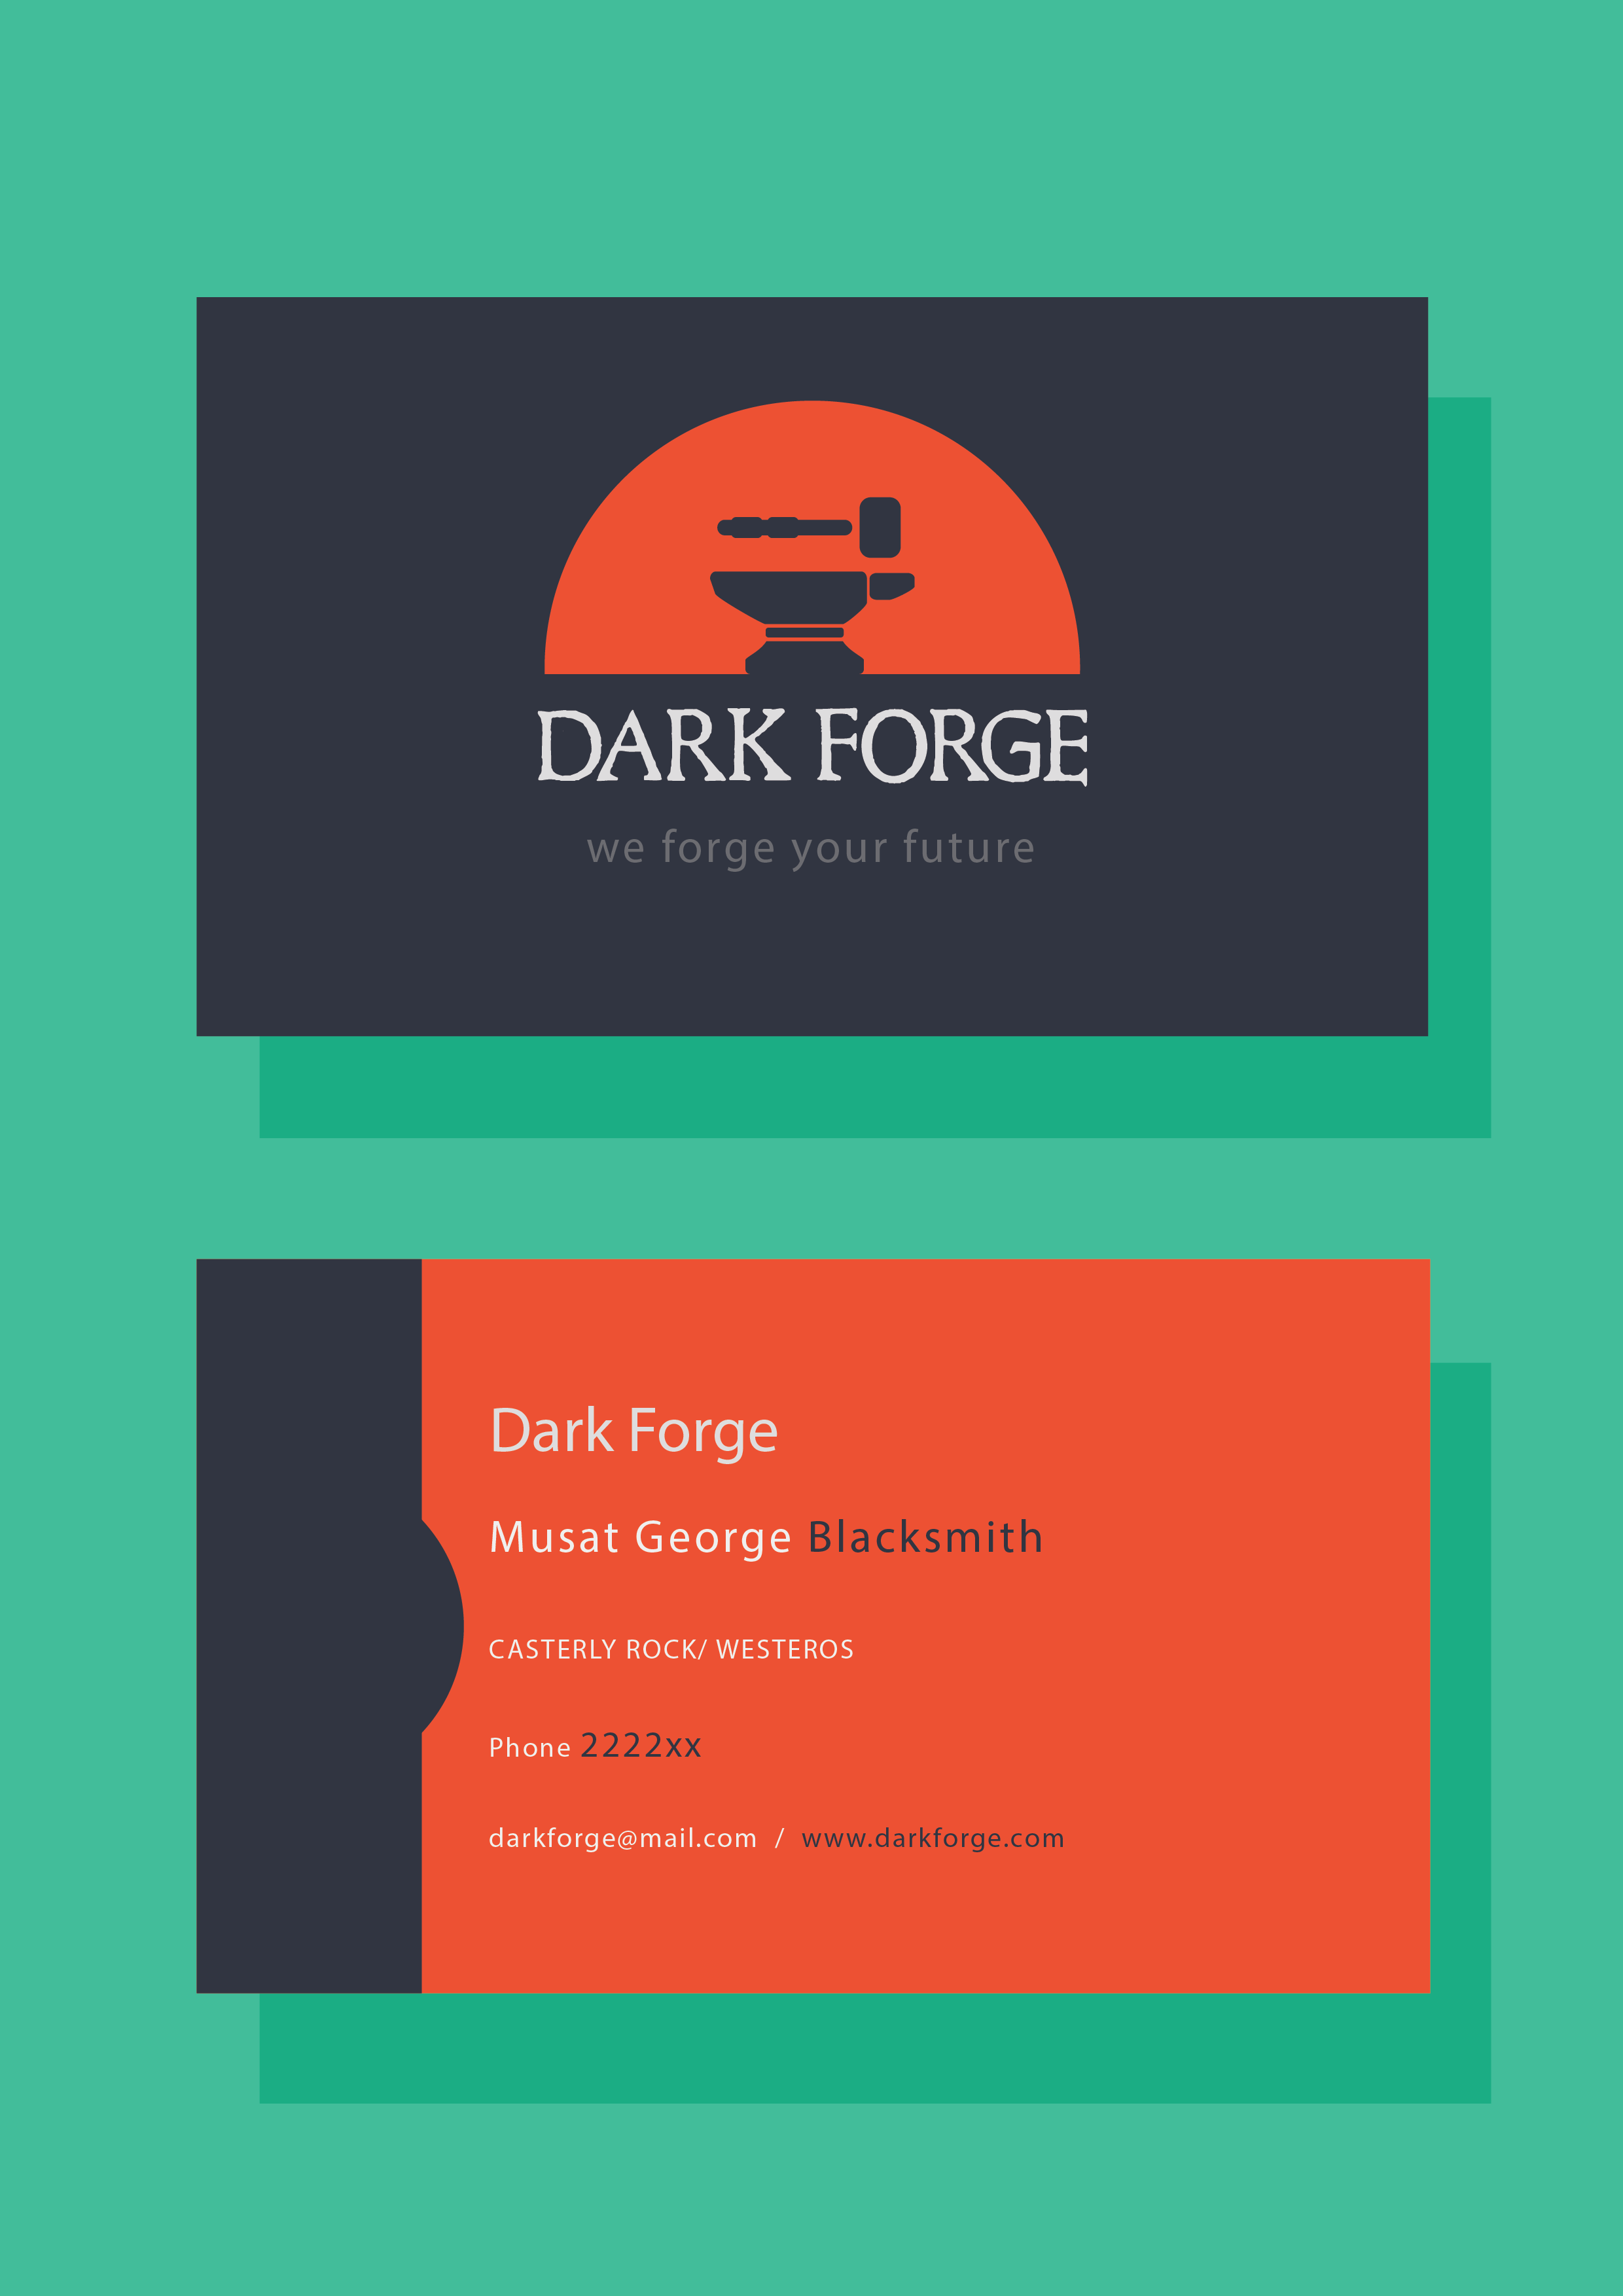 DARK FORGE
we forge your future
Dark Forge
Musat George Blacksmith
CASTERLY ROCK/ WESTEROS
Phone 2222xx
darkforge@mail.com / www.darkforge.com